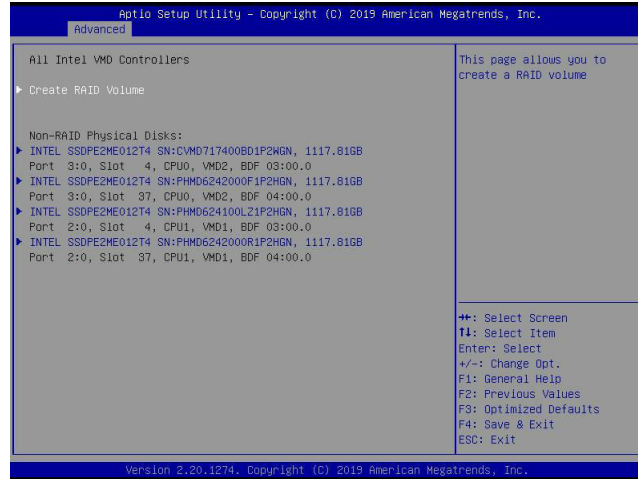 Aptio Setup Utility – Copyright (C) 2019 American Megatrends, Inc.
Advanced
All Intel VMD Controllers
Create RAID Volume
Non-RAID Physical Disks:
INTEL SSDPE2ME012T4 SN:CVMD717400BD1P2WGN, 1117.81GB
Port 3:0, Slot 4, CPU0, VMD2, BDF 03:00.0
INTEL SSDPE2ME012T4 SN:PHMD6242000F1P2HGN, 1117.81GB
Port 3:0, Slot 37, CPU0, VMD2, BDF 04:00.0
INTEL SSDPE2ME012T4 SN:PHMD624100LZ1P2HGN, 1117.81GB
Port 2:0, Slot 4, CPU1, VMD1, BDF 03:00.0
INTEL SSDPE2ME012T4 SN:PHMD6242000R1P2HGN, 1117.81GB
Port 2:0, Slot 37, CPU1, VMD1, BDF 04:00.0
This page allows you to
create a RAID volume
→←: Select Screen
↑↓: Select Item
Enter: Select
+/-: Change Opt.
F1: General Help
F2: Previous Values
F3: Optimized Defaults
F4: Save & Exit
ESC: Exit
Version 2.20.1274. Copyright (C) 2019 American Megatrends, Inc.